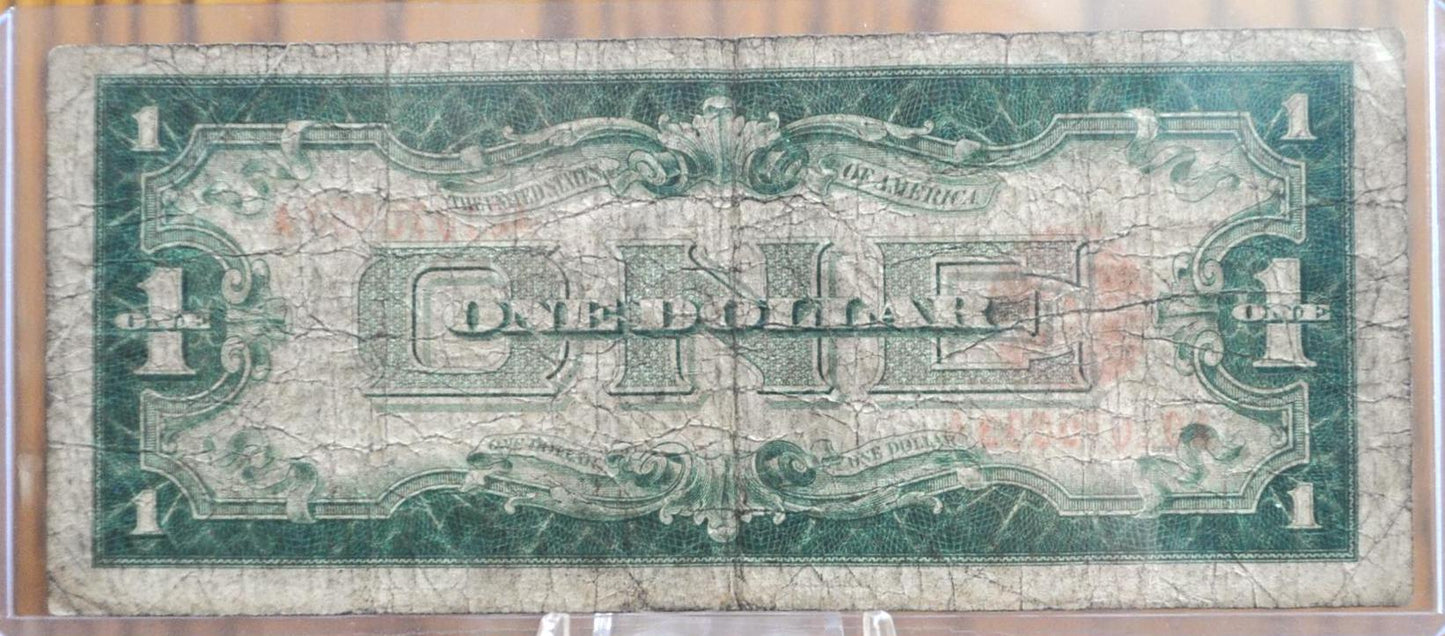 1 1
THE UNITED STATES OF AMERICA
ONE
1 ONE ONE DOLLAR 1 ONE
ONE DOLLAR ONE DOLLAR
1 1